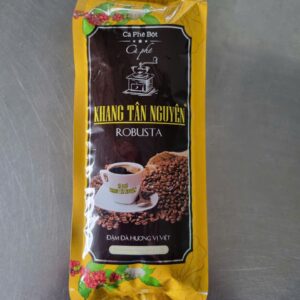 Cà Phê Bột
Cà phê
KHANG TÂN NGUYÊN
ROBUSTA
ĐẬM ĐÀ HƯƠNG VỊ VIỆT